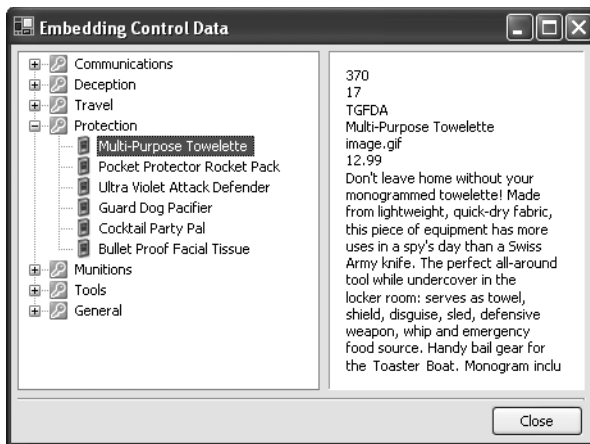 Embedding Control Data
Communications
Deception
Travel
Protection
Multi-Purpose Towelette
Pocket Protector Rocket Pack
Ultra Violet Attack Defender
Guard Dog Pacifier
Cocktail Party Pal
Bullet Proof Facial Tissue
Munitions
Tools
General
370
17
TGFDA
Multi-Purpose Towelette
image.gif
12.99
Don't leave home without your
monogrammed towelette! Made
from lightweight, quick-dry fabric,
this piece of equipment has more
uses in a spy's day than a Swiss
Army knife. The perfect all-around
tool while undercover in the
locker room: serves as towel,
shield, disguise, sled, defensive
weapon, whip and emergency
food source. Handy bail gear for
the Toaster Boat. Monogram inclu
Close